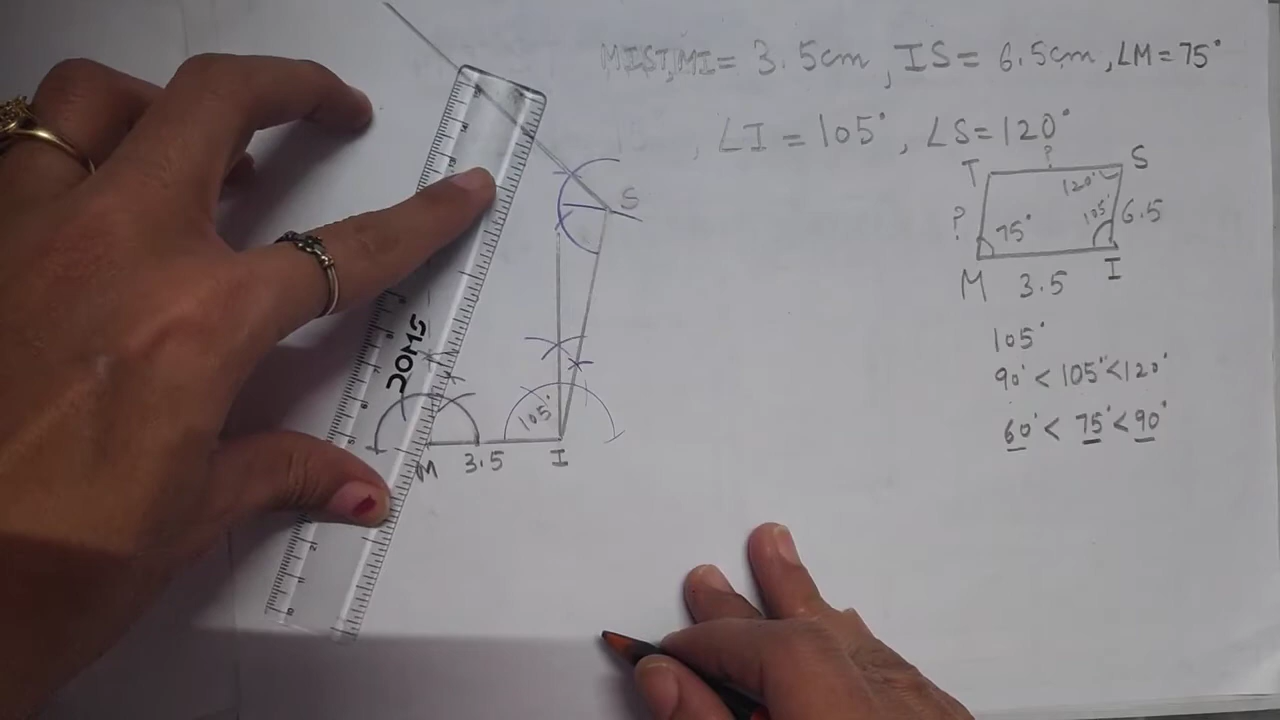 MIST, MI = 3.5cm, IS = 6.5cm, ∠M = 75°
, ∠I = 105°, ∠S = 120°
?
T S
120°
? 75° 105° 6.5
M 3.5 I
105°
90° < 105° < 120°
60° < 75° < 90°
S
DOMS
105°
M 3.5 I